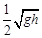 1/2 √gh